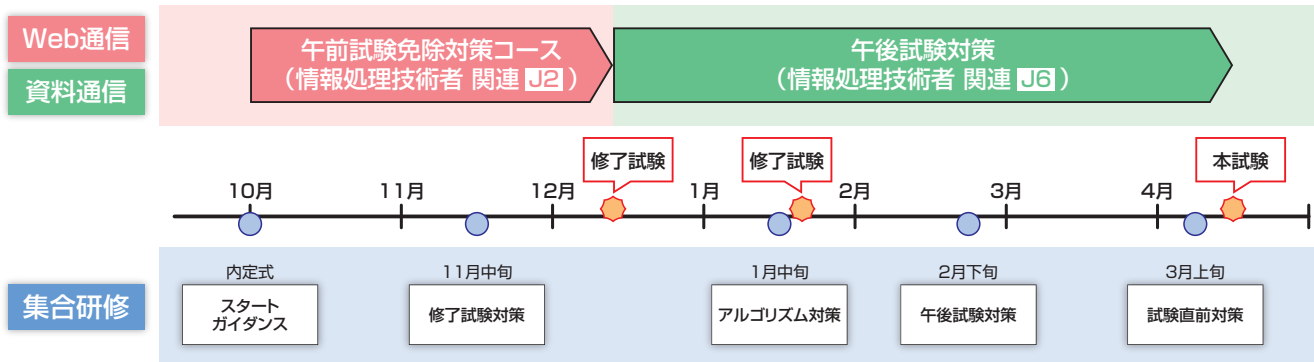 Web通信
資料通信
午前試験免除対策コース
（情報処理技術者 関連 J2 ）
午後試験対策
（情報処理技術者 関連 J6 ）
修了試験
修了試験
本試験
10月
11月
12月
1月
2月
3月
4月
集合研修
内定式
スタート
ガイダンス
11月中旬
修了試験対策
1月中旬
アルゴリズム対策
2月下旬
午後試験対策
3月上旬
試験直前対策